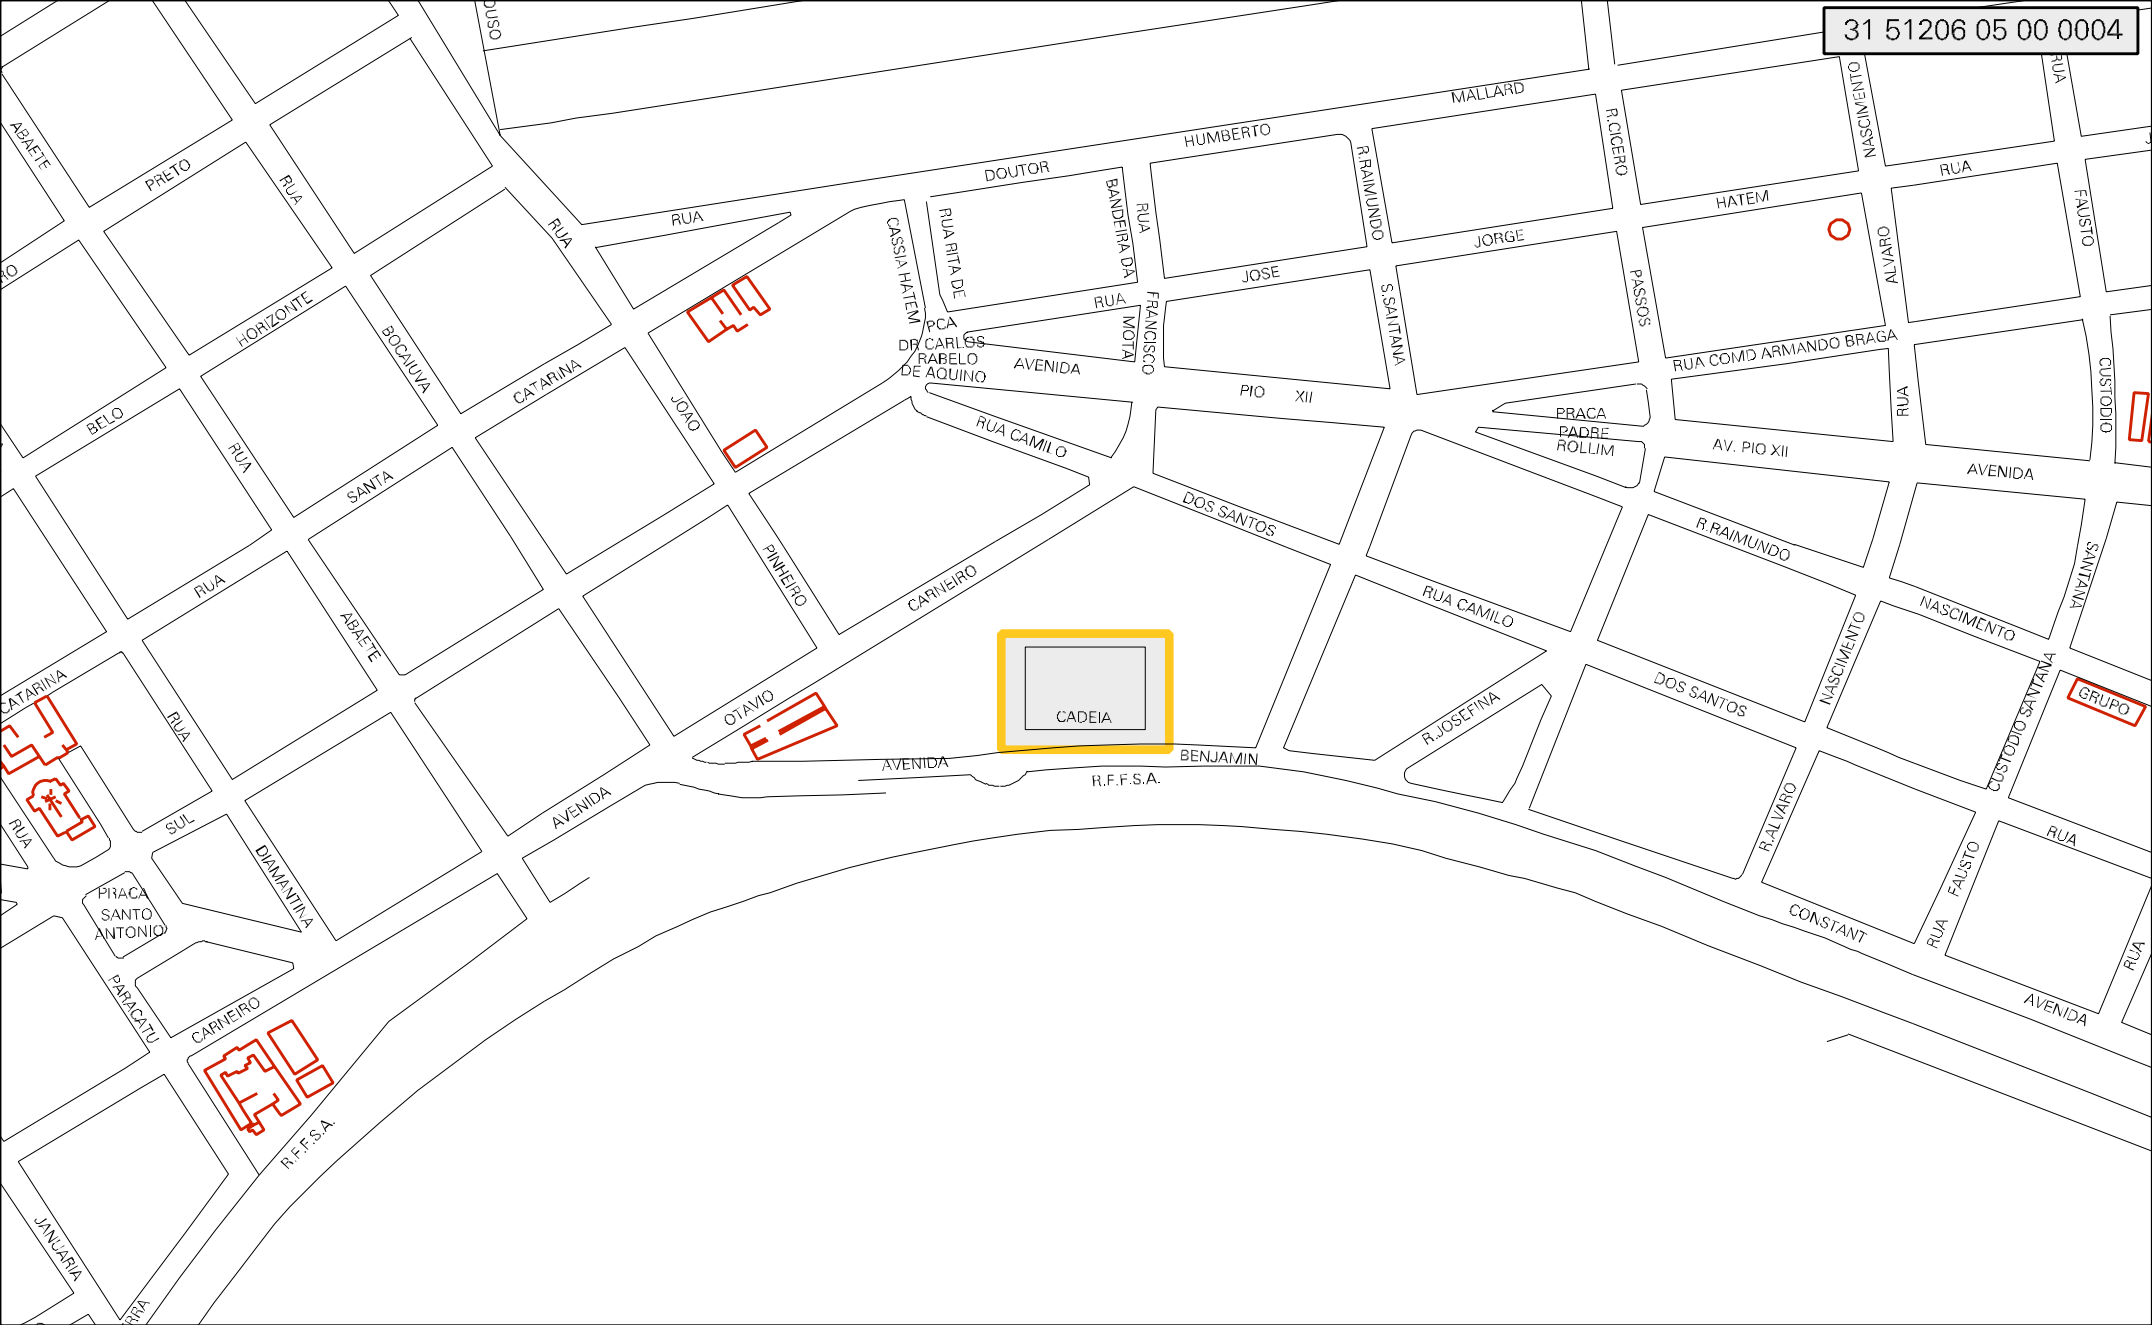 31 51206 05 00 0004
RUA
NASCIMENTO
MALLARD
HUMBERTO
DOUTOR
RUA
ABAETE
PRETO
RUA
RUA
R.CICERO
R.RAIMUNDO
BANDEIRA DA
RUA
RUA
HATEM
JORGE
JOSE
RUA
FAUSTO
ALVARO
CASSIA HATEM
RUA RITA DE
HORIZONTE
BOCAIUVA
PCA
DR CARLOS
RABELO
DE AQUINO
MOTA
FRANCISCO
S.SANTANA
PASSOS
RUA COMD ARMANDO BRAGA
AVENIDA
PIO XII
CATARINA
JOAO
BELO
RUA
RUA CAMILO
PRACA
PADRE
ROLLIM
RUA
CUSTODIO
AV. PIO XII
AVENIDA
SANTA
DOS SANTOS
R.RAIMUNDO
SANTANA
RUA
PINHEIRO
CARNEIRO
RUA CAMILO
NASCIMENTO
ABAETE
NASCIMENTO
CATARINA
RUA
OTAVIO
CADEIA
R.JOSEFINA
DOS SANTOS
CUSTODIO SANTANA
GRUPO
AVENIDA
BENJAMIN
R.F.F.S.A.
RUA
SUL
AVENIDA
R.ALVARO
RUA
DIAMANTINA
FAUSTO
PRACA
SANTO
ANTONIO
CONSTANT
RUA
RUA
PARACATU
CARNEIRO
AVENIDA
R.F.F.S.A.
JANUARIA